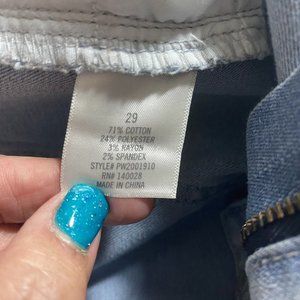 29
71% COTTON
24% POLYESTER
3% RAYON
2% SPANDEX
STYLE# PW2001910
RN# 140028
MADE IN CHINA